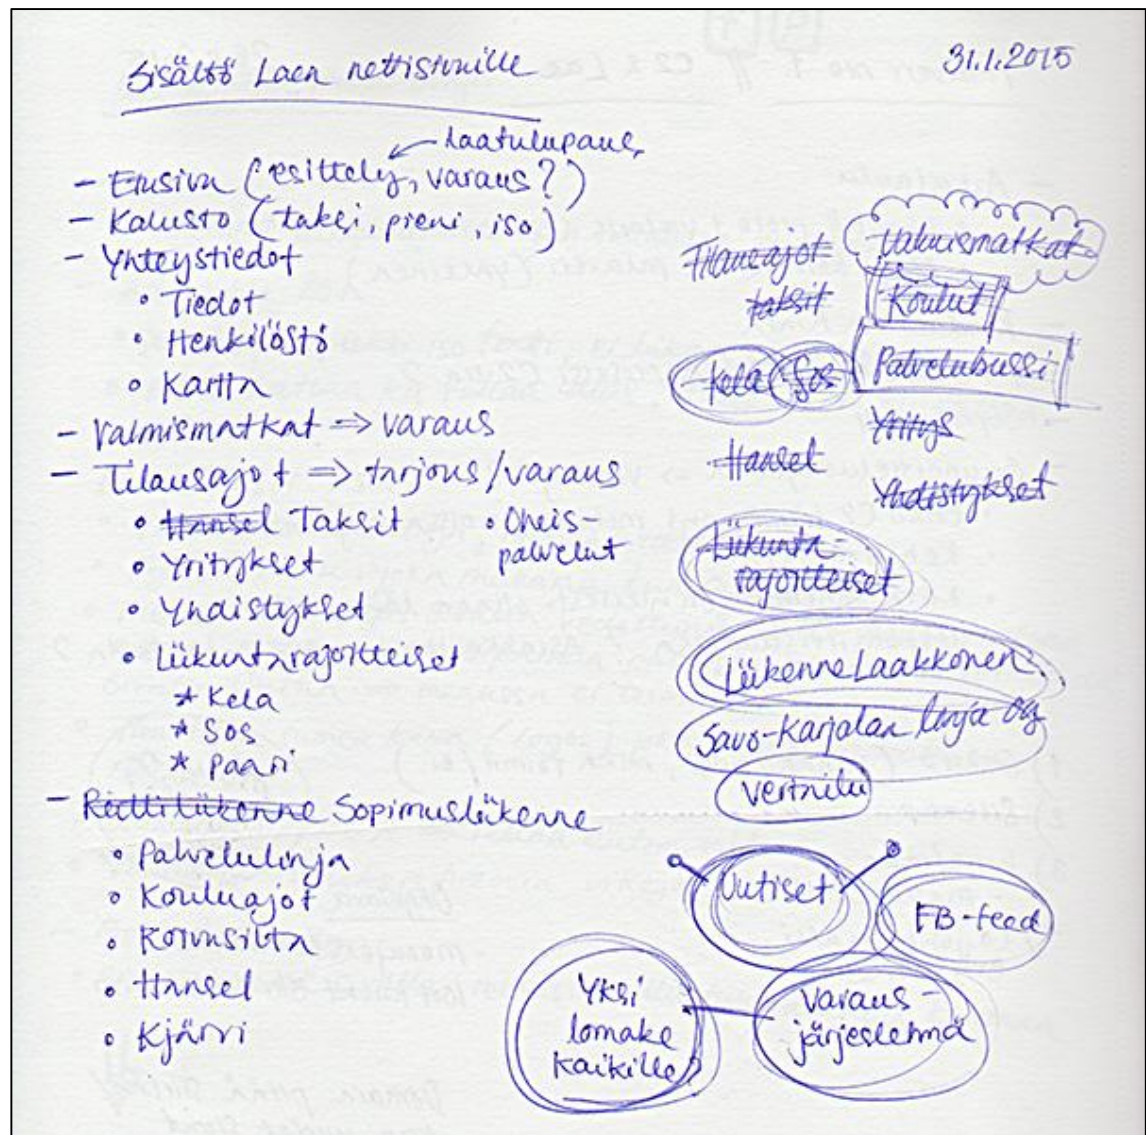 Sisältö Laen nettisivuille
31.1.2015
laatulupaus,
- Etusivu (esittely, varaus?)
- Kalusto (taksi, pieni, iso)
- Yhteystiedot
• Tiedot
• Henkilöstö
• Kartta
- Valmismatkat => varaus
- Tilausajot => tarjous/varaus
• Hansel Taksit
• Oheis
palvelut
• Yritykset
• Yhdistykset
• Liikuntarajoitteiset
* Kela
* Sos
* Paari
- Reittiliikenne Sopimusliikenne
• Palvelulinja
• Kouluajot
• Koivusilta
• Hansel
• Kjärvi
Tilausajot
taksit
Valmismatkat
Koulut
Kela
Sos
Palvelubussi
Hansel
Yritys
Yhdistykset
Liikunta-
rajoitteiset
Liikenne Laakkonen
Savo-Karjalan linja oy
Vertailu
Uutiset
FB-feed
Yksi
lomake
kaikille?
Varaus-
järjestelmä